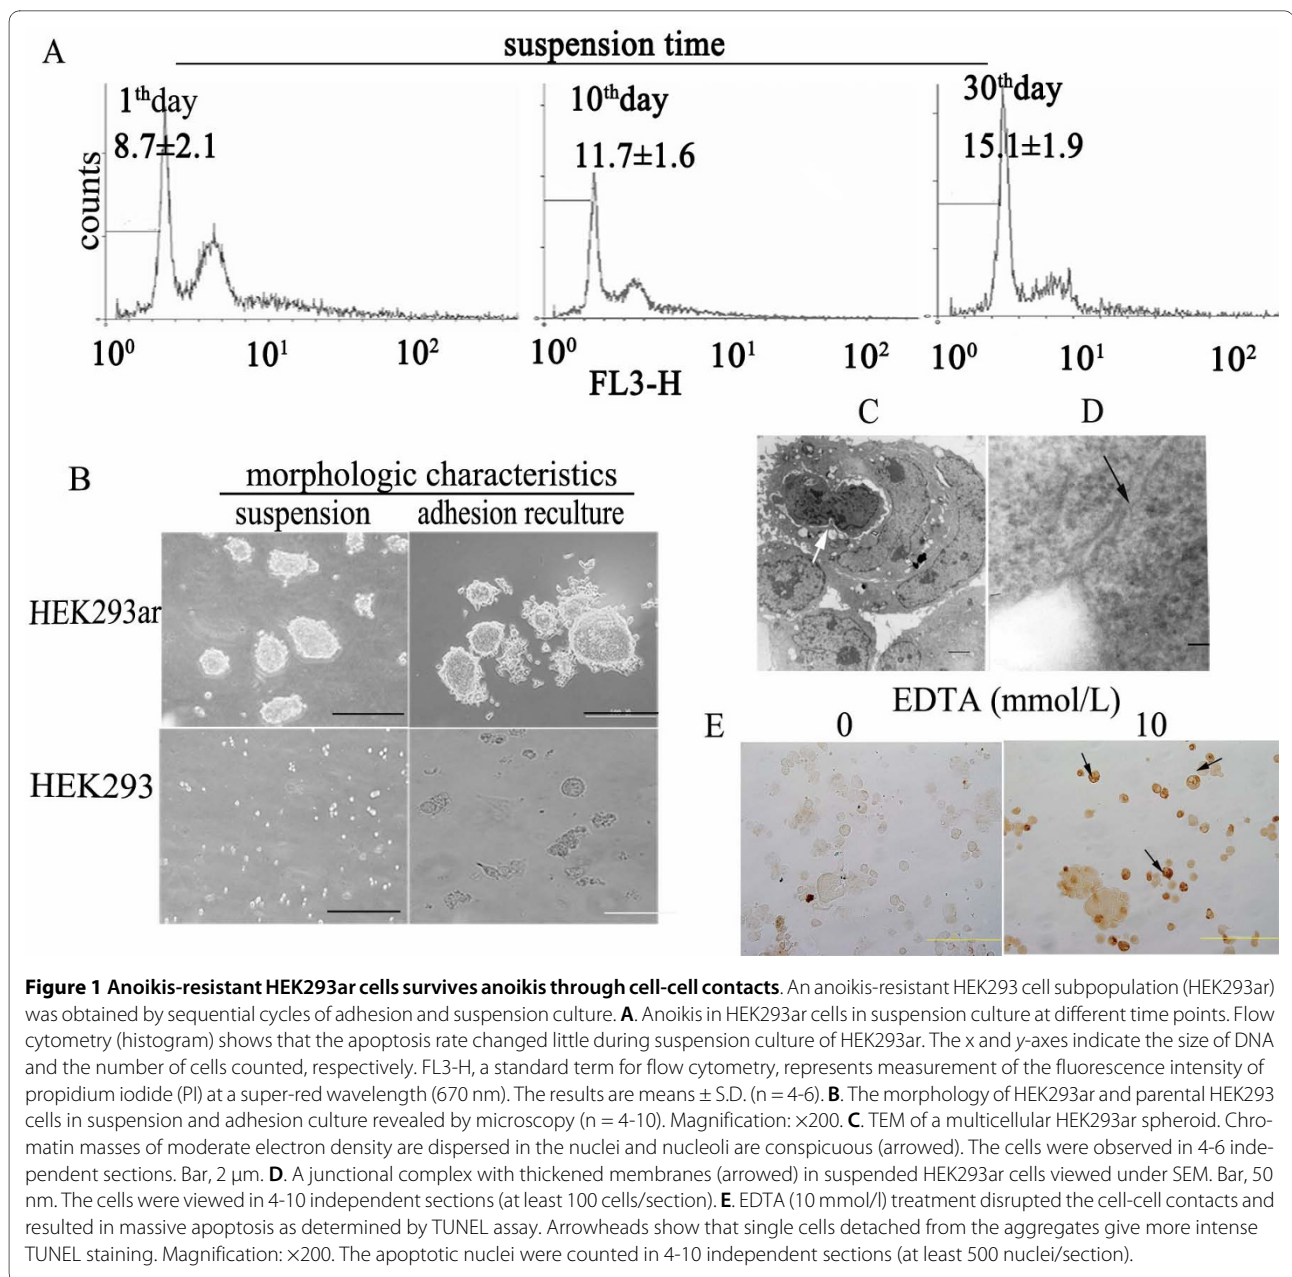 A
suspension time
1thday
8.7±2.1
10thday
11.7±1.6
30thday
15.1±1.9
counts
10⁰ 10¹ 10² 10⁰ 10¹ 10² 10⁰ 10¹ 10²
FL3-H
C D
B
morphologic characteristics
suspension adhesion reculture
HEK293ar
HEK293
EDTA (mmol/L)
E 0 10
Figure 1 Anoikis-resistant HEK293ar cells survives anoikis through cell-cell contacts. An anoikis-resistant HEK293 cell subpopulation (HEK293ar)
was obtained by sequential cycles of adhesion and suspension culture. A. Anoikis in HEK293ar cells in suspension culture at different time points. Flow
cytometry (histogram) shows that the apoptosis rate changed little during suspension culture of HEK293ar. The x and y-axes indicate the size of DNA
and the number of cells counted, respectively. FL3-H, a standard term for flow cytometry, represents measurement of the fluorescence intensity of
propidium iodide (PI) at a super-red wavelength (670 nm). The results are means ± S.D. (n = 4-6). B. The morphology of HEK293ar and parental HEK293
cells in suspension and adhesion culture revealed by microscopy (n = 4-10). Magnification: ×200. C. TEM of a multicellular HEK293ar spheroid. Chro-
matin masses of moderate electron density are dispersed in the nuclei and nucleoli are conspicuous (arrowed). The cells were observed in 4-6 inde-
pendent sections. Bar, 2 μm. D. A junctional complex with thickened membranes (arrowed) in suspended HEK293ar cells viewed under SEM. Bar, 50
nm. The cells were viewed in 4-10 independent sections (at least 100 cells/section). E. EDTA (10 mmol/l) treatment disrupted the cell-cell contacts and
resulted in massive apoptosis as determined by TUNEL assay. Arrowheads show that single cells detached from the aggregates give more intense
TUNEL staining. Magnification: ×200. The apoptotic nuclei were counted in 4-10 independent sections (at least 500 nuclei/section).